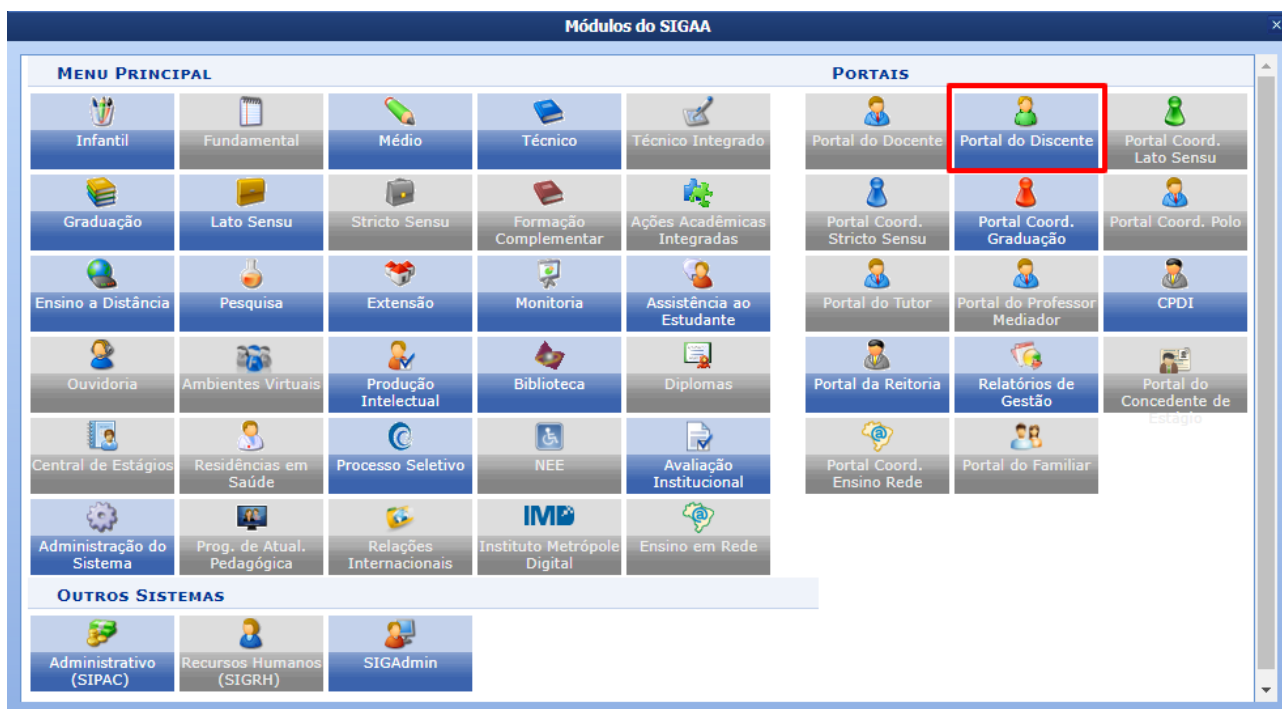 Módulos do SIGAA
×
MENU PRINCIPAL
Infantil
Fundamental
Médio
Técnico
Técnico Integrado
Graduação
Lato Sensu
Stricto Sensu
Formação
Complementar
Ações Acadêmicas
Integradas
Ensino a Distância
Pesquisa
Extensão
Monitoria
Assistência ao
Estudante
Ouvidoria
Ambientes Virtuais
Produção
Intelectual
Biblioteca
Diplomas
Central de Estágios
Residências em
Saúde
Processo Seletivo
NEE
Avaliação
Institucional
Administração do
Sistema
Prog. de Atual.
Pedagógica
Relações
Internacionais
IMD
Instituto Metrópole
Digital
@
Ensino em Rede
PORTAIS
Portal do Docente
Portal do Discente
Portal Coord.
Lato Sensu
Portal Coord.
Stricto Sensu
Portal Coord.
Graduação
Portal Coord. Polo
Portal do Tutor
Portal do Professor
Mediador
CPDI
Portal da Reitoria
Relatórios de
Gestão
Portal do
Concedente de
Estágio
@
Portal Coord.
Ensino Rede
Portal do Familiar
OUTROS SISTEMAS
Administrativo
(SIPAC)
Recursos Humanos
(SIGRH)
SIGAdmin